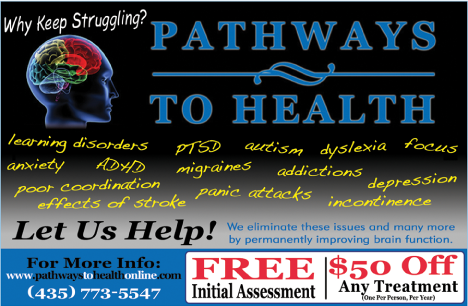 Why Keep Struggling?
PATHWAYS
TO HEALTH
learning disorders PTSD autism dyslexia focus
anxiety ADHD migraines addictions
poor coordination panic attacks depression
effects of stroke incontinence
Let Us Help!
We eliminate these issues and many more
by permanently improving brain function.
For More Info:
www.pathwaystohealthonline.com
(435) 773-5547
FREE
Initial Assessment
$50 Off
Any Treatment
(One Per Person, Per Year)